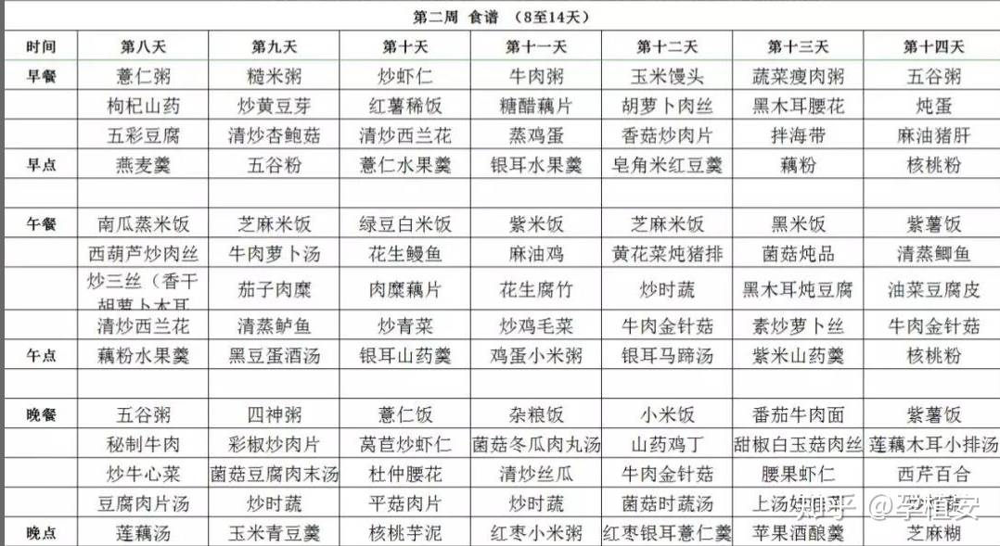 第二周 食谱 (8至14天)
时间 第八天 第九天 第十天 第十一天 第十二天 第十三天 第十四天
早餐 薏仁粥 糙米粥 炒虾仁 牛肉粥 玉米馒头 蔬菜瘦肉粥 五谷粥
枸杞山药 炒黄豆芽 红薯稀饭 糖醋藕片 胡萝卜肉丝 黑木耳腰花 炖蛋
五彩豆腐 清炒杏鲍菇 清炒西兰花 蒸鸡蛋 香菇炒肉片 拌海带 麻油猪肝
早点 燕麦羹 五谷粉 薏仁水果羹 银耳水果羹 皂角米红豆羹 藕粉 核桃粉
午餐 南瓜蒸米饭 芝麻米饭 绿豆白米饭 紫米饭 芝麻米饭 黑米饭 紫薯饭
西葫芦炒肉丝 牛肉萝卜汤 花生鳗鱼 麻油鸡 黄花菜炖猪排 菌菇炖品 清蒸鲫鱼
炒三丝（香干
胡萝卜木耳 茄子肉糜 肉糜藕片 花生腐竹 炒时蔬 黑木耳炖豆腐 油菜豆腐皮
清炒西兰花 清蒸鲈鱼 炒青菜 炒鸡毛菜 牛肉金针菇 素炒萝卜丝 牛肉金针菇
午点 藕粉水果羹 黑豆蛋酒汤 银耳山药羹 鸡蛋小米粥 银耳马蹄汤 紫米山药羹 核桃粉
晚餐 五谷粥 四神粥 薏仁饭 杂粮饭 小米饭 番茄牛肉面 紫薯饭
秘制牛肉 彩椒炒肉片 莴苣炒虾仁 菌菇冬瓜肉丸汤 山药鸡丁 甜椒白玉菇肉丝 莲藕木耳小排汤
炒牛心菜 菌菇豆腐肉末汤 杜仲腰花 清炒丝瓜 牛肉金针菇 腰果虾仁 西芹百合
豆腐肉片汤 炒时蔬 平菇肉片 炒时蔬 菌菇时蔬汤 上汤
晚点 莲藕汤 玉米青豆羹 核桃芋泥 红枣小米粥 红枣银耳薏仁羹 苹果酒酿羹 芝麻糊
知乎 @孕植安